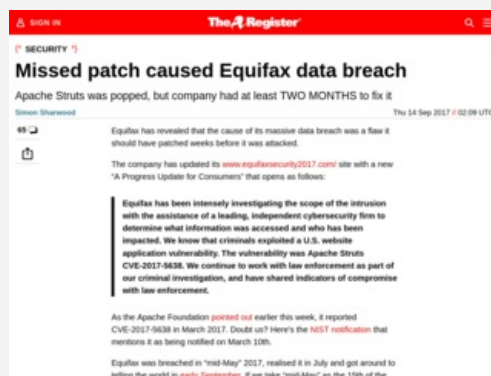 SIGN IN
The A Register
{* SECURITY *}
Missed patch caused Equifax data breach
Apache Struts was popped, but company had at least TWO MONTHS to fix it
Simon Sharwood
Thu 14 Sep 2017 // 02:09 UTC
65
Equifax has revealed that the cause of its massive data breach was a flaw it
should have patched weeks before it was attacked.
The company has updated its www.equifaxsecurity2017.com/ site with a new
"A Progress Update for Consumers" that opens as follows:
Equifax has been intensely investigating the scope of the intrusion
with the assistance of a leading, independent cybersecurity firm to
determine what information was accessed and who has been
impacted. We know that criminals exploited a U.S. website
application vulnerability. The vulnerability was Apache Struts
CVE-2017-5638. We continue to work with law enforcement as part of
our criminal investigation, and have shared indicators of compromise
with law enforcement.
As the Apache Foundation pointed out earlier this week, it reported
CVE-2017-5638 in March 2017. Doubt us? Here's the NIST notification that
mentions it as being notified on March 10th.
Equifax was breached in "mid-May" 2017, realised it in July and got around to
telling the world in early September. If we take "mid-May" as the 15th of the